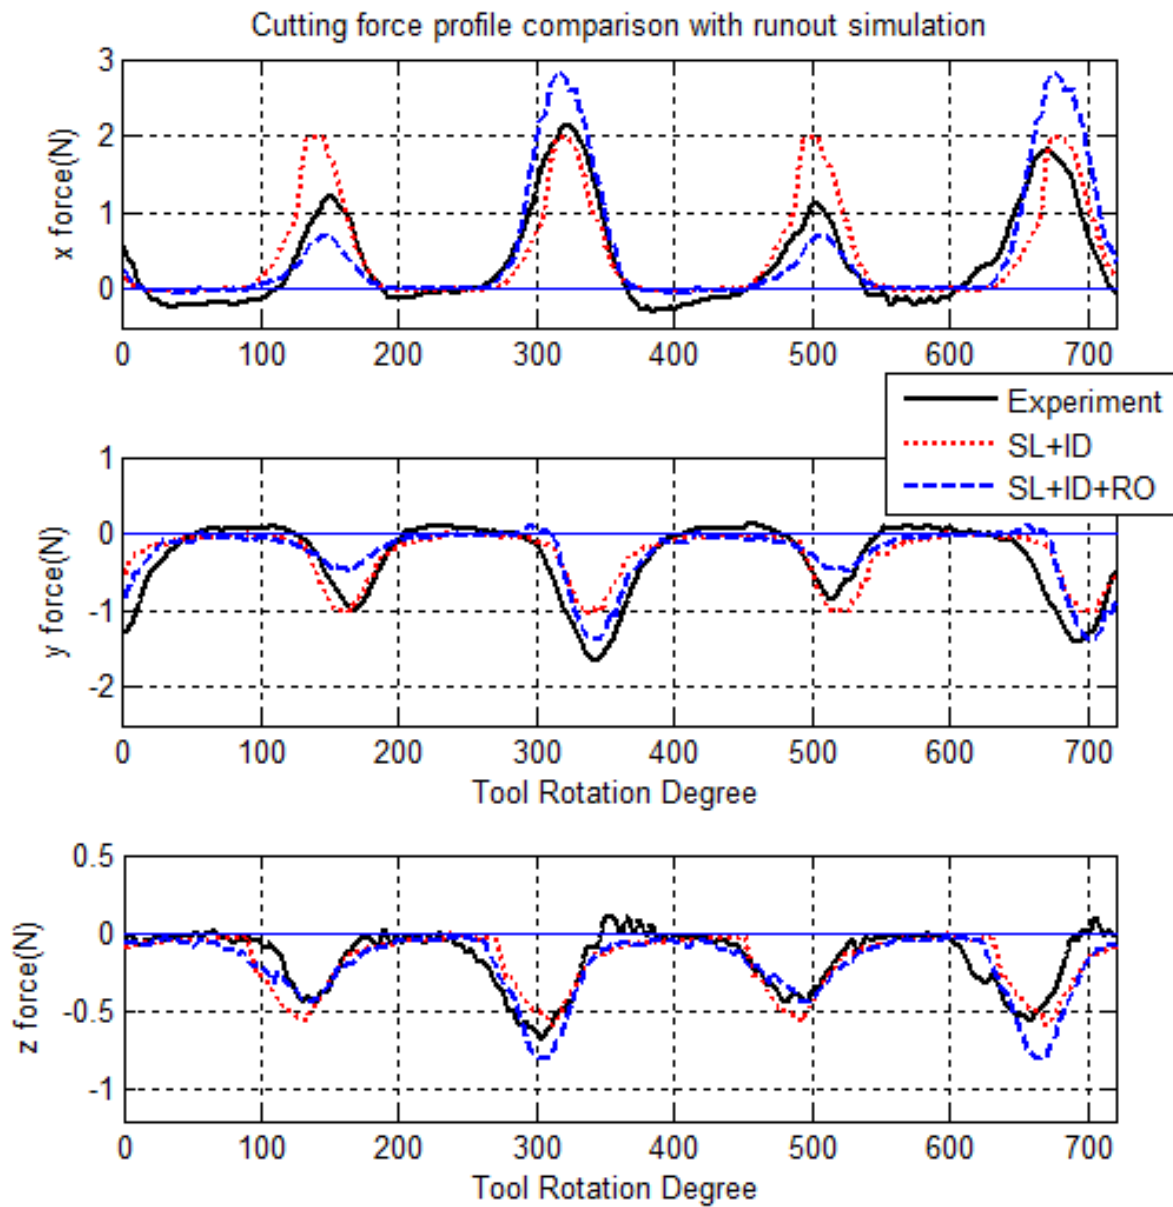 Cutting force profile comparison with runout simulation
x force(N)
3
2
1
0
0 100 200 300 400 500 600 700
Experiment
SL+ID
SL+ID+RO
y force(N)
1
0
-1
-2
0 100 200 300 400 500 600 700
Tool Rotation Degree
z force(N)
0.5
0
-0.5
-1
0 100 200 300 400 500 600 700
Tool Rotation Degree